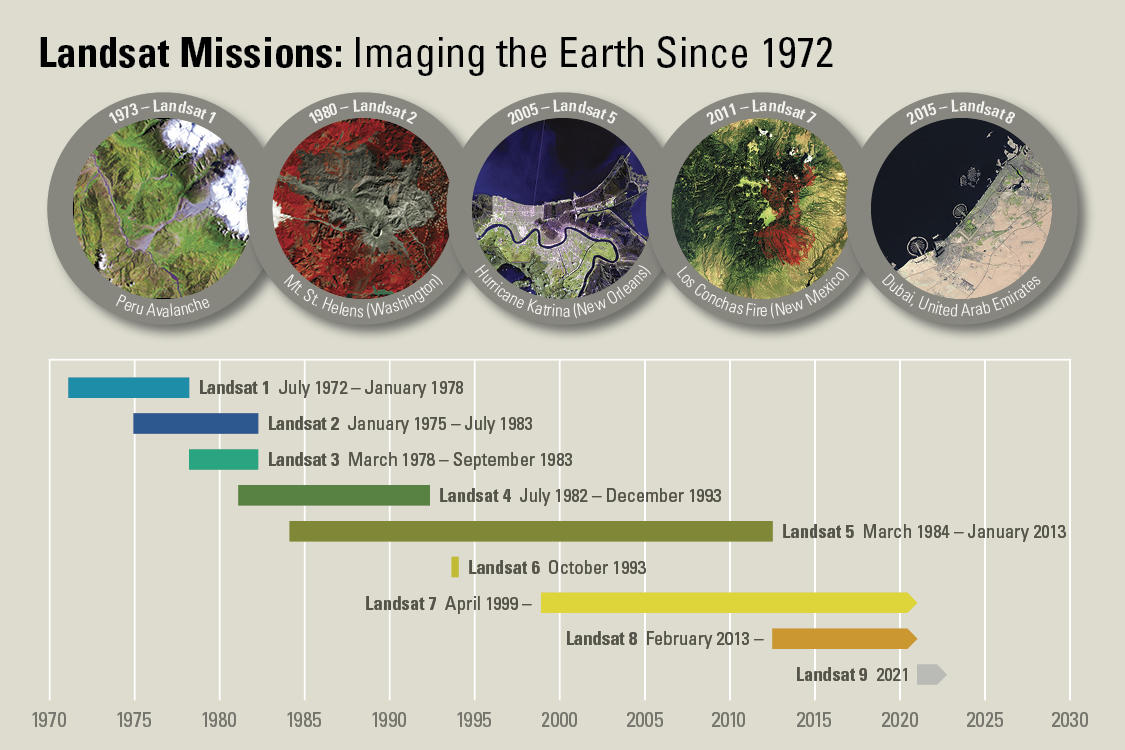 Landsat Missions: Imaging the Earth Since 1972
1973 – Landsat 1
1980 – Landsat 2
2005 – Landsat 5
2011 – Landsat 7
2015 – Landsat 8
Peru Avalanche
Mt. St. Helens (Washington)
Hurricane Katrina (New Orleans)
Los Conchas Fire (New Mexico)
Dubai, United Arab Emirates
Landsat 1 July 1972 – January 1978
Landsat 2 January 1975 – July 1983
Landsat 3 March 1978 – September 1983
Landsat 4 July 1982 – December 1993
Landsat 5 March 1984 – January 2013
Landsat 6 October 1993
Landsat 7 April 1999 –
Landsat 8 February 2013 –
Landsat 9 2021
1970 1975 1980 1985 1990 1995 2000 2005 2010 2015 2020 2025 2030